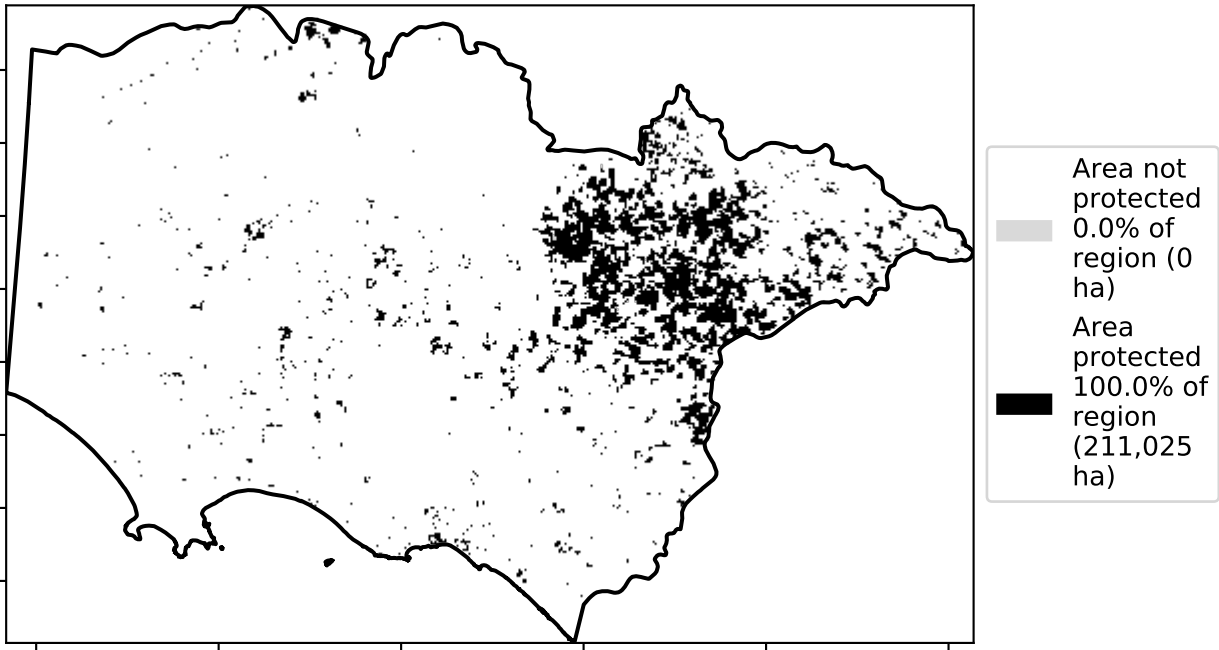 Area not
protected
0.0% of
region (0
ha)
Area
protected
100.0% of
region
(211,025
ha)